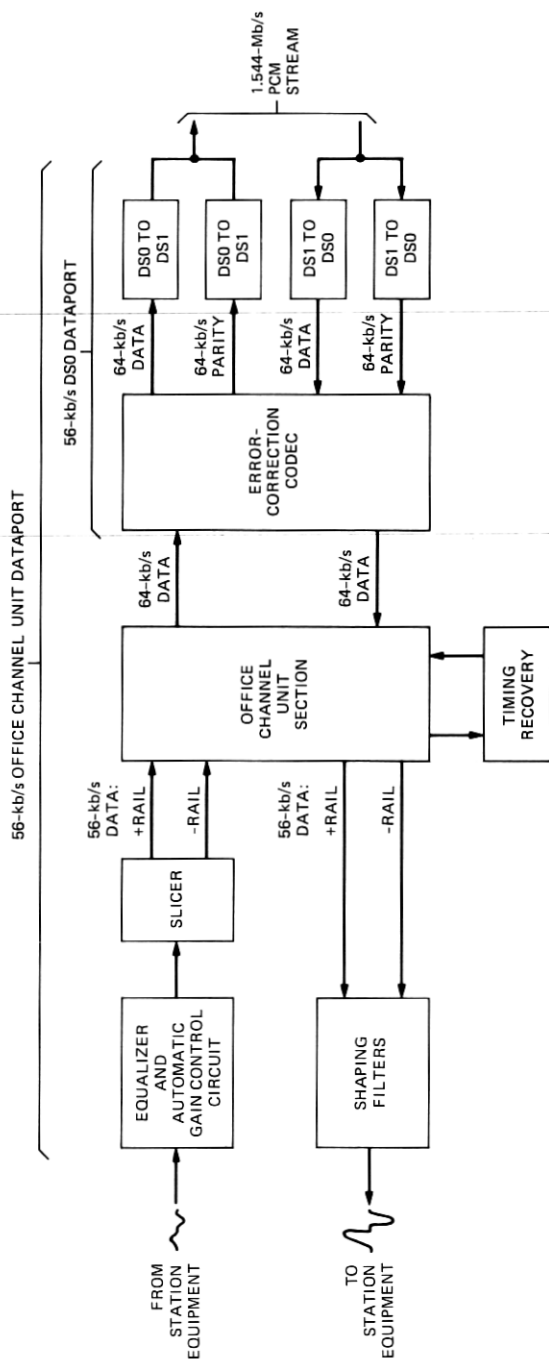 56-kb/s OFFICE CHANNEL UNIT DATAPORT
56-kb/s DS0 DATAPORT
FROM
STATION
EQUIPMENT
EQUALIZER
AND
AUTOMATIC
GAIN CONTROL
CIRCUIT
SLICER
56-kb/s
DATA:
+RAIL
-RAIL
OFFICE
CHANNEL
UNIT
SECTION
64-kb/s
DATA
ERROR-
CORRECTION
CODEC
64-kb/s
DATA
64-kb/s
PARITY
DS0 TO
DS1
DS0 TO
DS1
1.544-Mb/s
PCM
STREAM
TO
STATION
EQUIPMENT
SHAPING
FILTERS
56-kb/s
DATA:
+RAIL
-RAIL
64-kb/s
DATA
64-kb/s
DATA
64-kb/s
PARITY
DS1 TO
DS0
DS1 TO
DS0
TIMING
RECOVERY